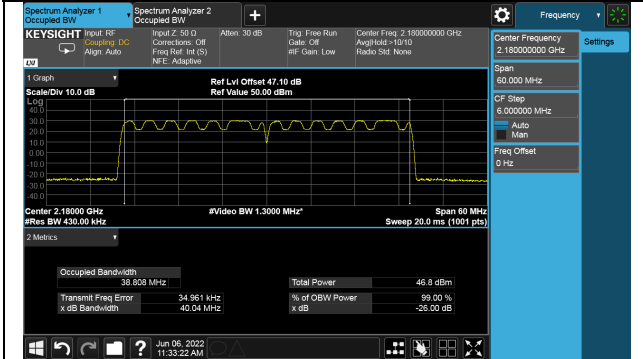 Spectrum Analyzer 1
Occupied BW
Spectrum Analyzer 2
Occupied BW
Frequency
KEYSIGHT
Input: RF
Coupling: DC
Align: Auto
Input Z: 50 Ω
Corrections: Off
Freq Ref: Int (S)
NFE: Adaptive
Atten: 30 dB
Trig: Free Run
Gate: Off
#IF Gain: Low
Center Freq: 2.180000000 GHz
Avg|Hold:>10/10
Radio Std: None
LXI
Center Frequency
2.180000000 GHz
Settings
Span
60.000 MHz
CF Step
6.000000 MHz
Auto
Man
Freq Offset
0 Hz
1 Graph
Scale/Div 10.0 dB
Ref Lvl Offset 47.10 dB
Ref Value 50.00 dBm
Log
40.0
30.0
20.0
10.0
0.00
-10.0
-20.0
-30.0
-40.0
Center 2.18000 GHz
#Res BW 430.00 kHz
#Video BW 1.3000 MHz*
Span 60 MHz
Sweep 20.0 ms (1001 pts)
2 Metrics
Occupied Bandwidth
38.808 MHz
Total Power 46.8 dBm
Transmit Freq Error 34.961 kHz
% of OBW Power 99.00 %
x dB Bandwidth 40.04 MHz
x dB -26.00 dB
?
Jun 06, 2022
11:33:22 AM